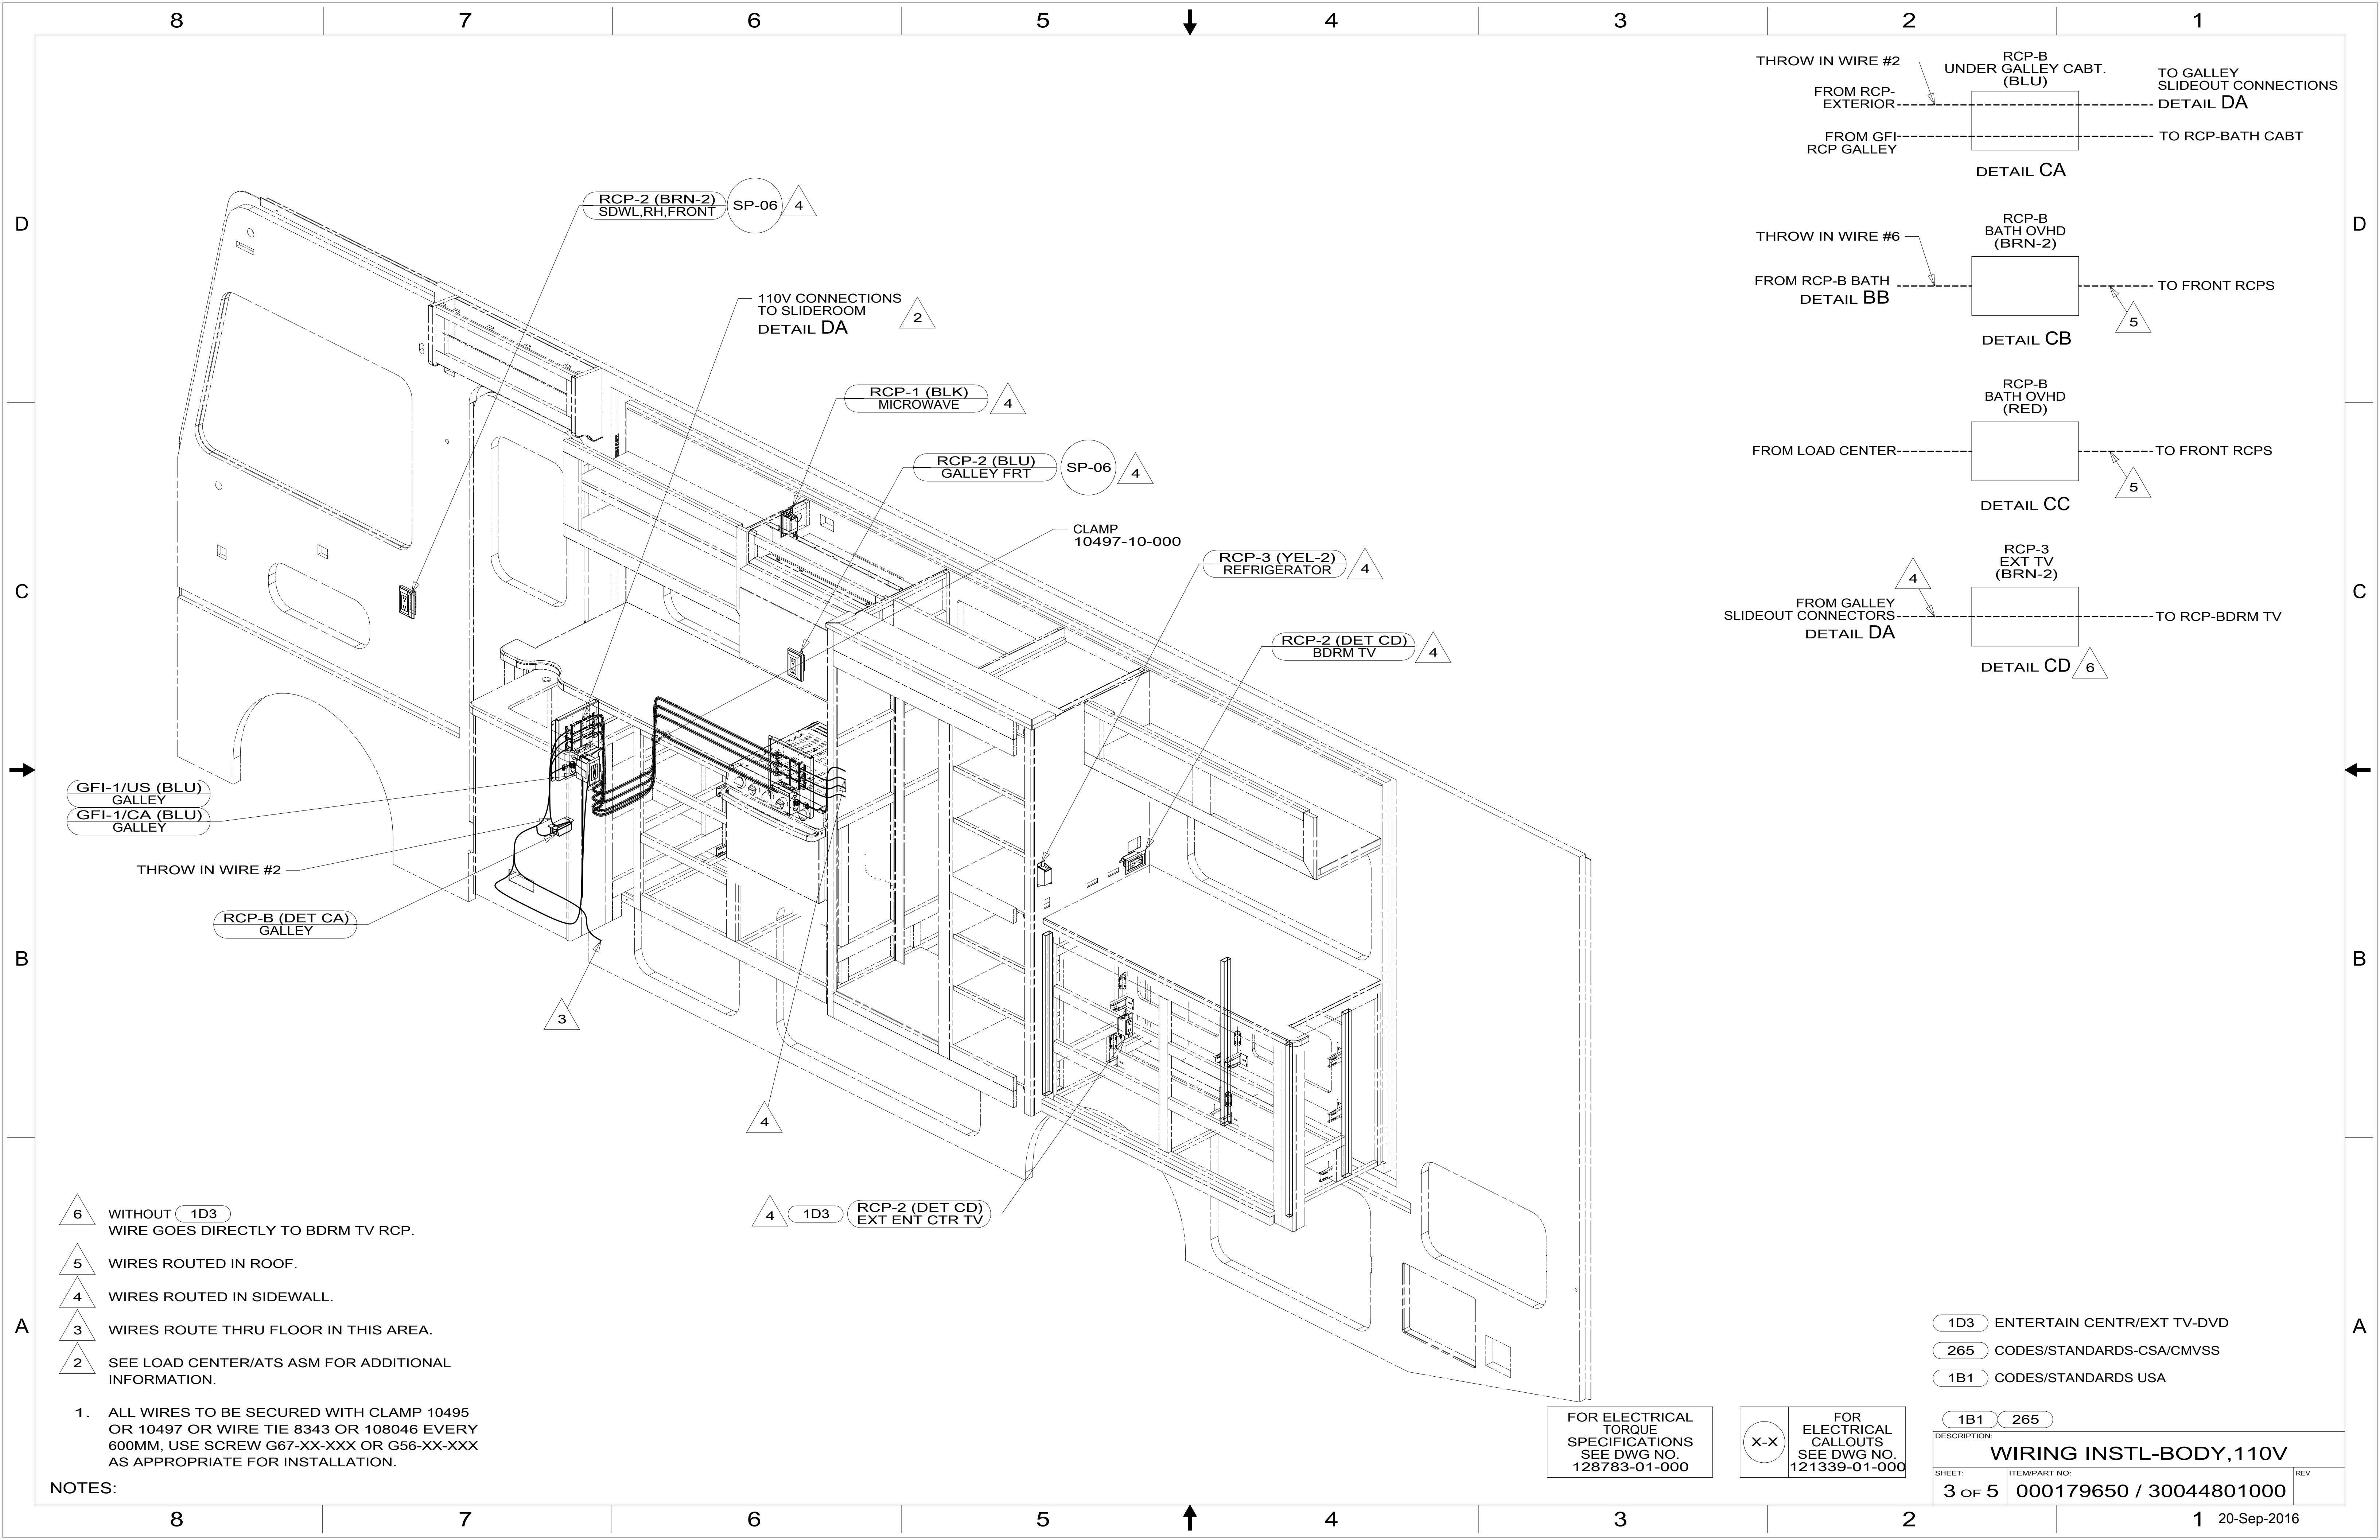 8 7 6 5 4 3 2 1
D
C
B
A
D
C
B
A
RCP-2 (BRN-2)
SDWL,RH,FRONT
SP-06
4
110V CONNECTIONS
TO SLIDEROOM
DETAIL DA
2
RCP-1 (BLK)
MICROWAVE
4
RCP-2 (BLU)
GALLEY FRT
SP-06
4
CLAMP
10497-10-000
RCP-3 (YEL-2)
REFRIGERATOR
4
RCP-2 (DET CD)
BDRM TV
4
GFI-1/US (BLU)
GALLEY
GFI-1/CA (BLU)
GALLEY
THROW IN WIRE #2
RCP-B (DET CA)
GALLEY
3
4
4
1D3
RCP-2 (DET CD)
EXT ENT CTR TV
THROW IN WIRE #2
RCP-B
UNDER GALLEY CABT.
(BLU)
FROM RCP-
EXTERIOR
TO GALLEY
SLIDEOUT CONNECTIONS
DETAIL DA
FROM GFI
RCP GALLEY
TO RCP-BATH CABT
DETAIL CA
RCP-B
BATH OVHD
(BRN-2)
THROW IN WIRE #6
FROM RCP-B BATH
DETAIL BB
TO FRONT RCPS
5
DETAIL CB
RCP-B
BATH OVHD
(RED)
FROM LOAD CENTER
TO FRONT RCPS
5
DETAIL CC
RCP-3
EXT TV
(BRN-2)
4
FROM GALLEY
SLIDEOUT CONNECTORS
DETAIL DA
TO RCP-BDRM TV
DETAIL CD
6
6 WITHOUT 1D3
WIRE GOES DIRECTLY TO BDRM TV RCP.
5 WIRES ROUTED IN ROOF.
4 WIRES ROUTED IN SIDEWALL.
3 WIRES ROUTE THRU FLOOR IN THIS AREA.
2 SEE LOAD CENTER/ATS ASM FOR ADDITIONAL
INFORMATION.
1. ALL WIRES TO BE SECURED WITH CLAMP 10495
OR 10497 OR WIRE TIE 8343 OR 108046 EVERY
600MM, USE SCREW G67-XX-XXX OR G56-XX-XXX
AS APPROPRIATE FOR INSTALLATION.
NOTES:
1D3 ENTERTAIN CENTR/EXT TV-DVD
265 CODES/STANDARDS-CSA/CMVSS
1B1 CODES/STANDARDS USA
FOR ELECTRICAL
TORQUE
SPECIFICATIONS
SEE DWG NO.
128783-01-000
X-X
FOR
ELECTRICAL
CALLOUTS
SEE DWG NO.
121339-01-000
1B1 265
DESCRIPTION:
WIRING INSTL-BODY,110V
SHEET:
3 OF 5
ITEM/PART NO:
000179650 / 30044801000
REV
8 7 6 5 4 3 2 1
20-Sep-2016